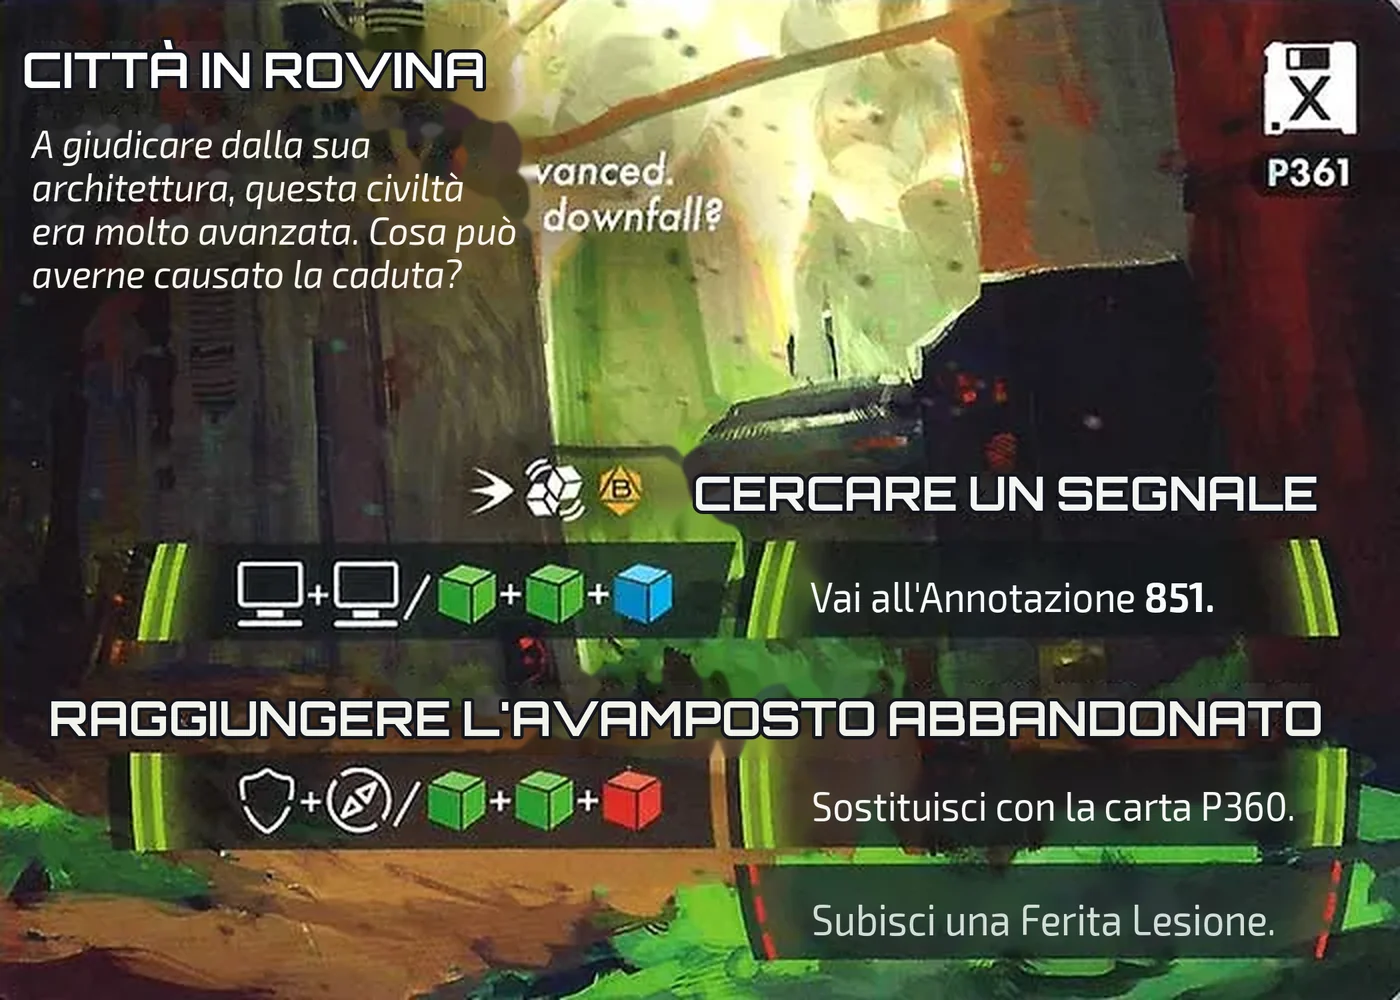 CITTÀ IN ROVINA
X
P361
A giudicare dalla sua
architettura, questa civiltà
era molto avanzata. Cosa può
averne causato la caduta?
vanced.
downfall?
B
CERCARE UN SEGNALE
+ / + +
Vai all'Annotazione 851.
RAGGIUNGERE L'AVAMPOSTO ABBANDONATO
+ / + +
Sostituisci con la carta P360.
Subisci una Ferita Lesione.